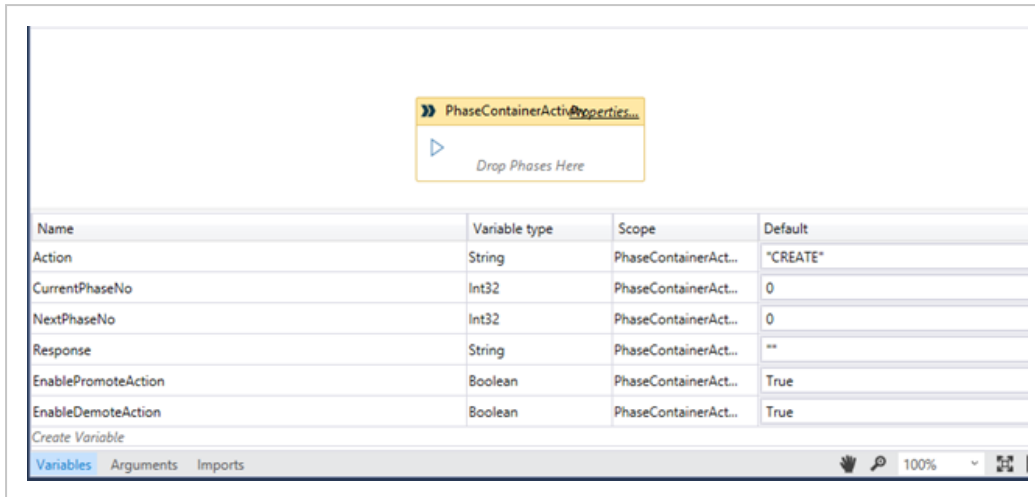 PhaseContainerActivity Properties...
Drop Phases Here
Name Variable type Scope Default
Action String PhaseContainerAct... "CREATE"
CurrentPhaseNo Int32 PhaseContainerAct... 0
NextPhaseNo Int32 PhaseContainerAct... 0
Response String PhaseContainerAct... ""
EnablePromoteAction Boolean PhaseContainerAct... True
EnableDemoteAction Boolean PhaseContainerAct... True
Create Variable
Variables Arguments Imports 100%